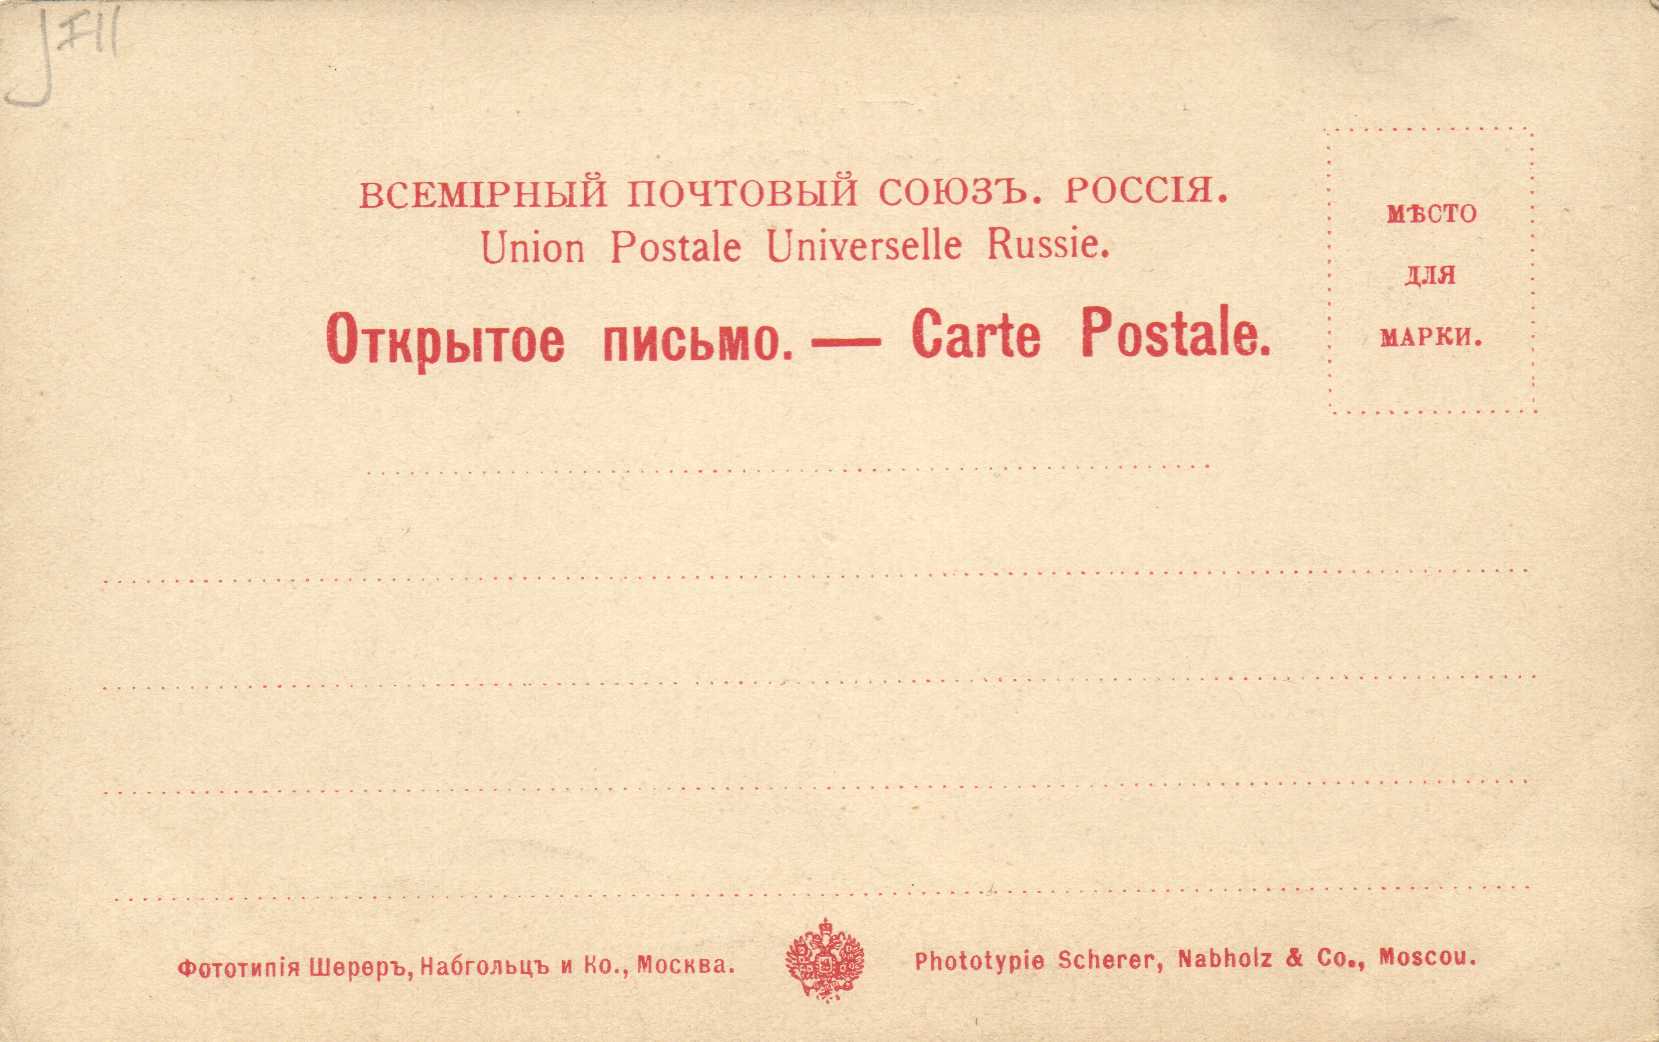 ВСЕМІРНЫЙ ПОЧТОВЫЙ СОЮЗЪ. РОССІЯ.
Union Postale Universelle Russie.
Открытое письмо. — Carte Postale.
МѢСТО
ДЛЯ
МАРКИ.
Фототипія Шереръ, Набгольцъ и Ко., Москва.
Phototypie Scherer, Nabholz & Co., Moscou.